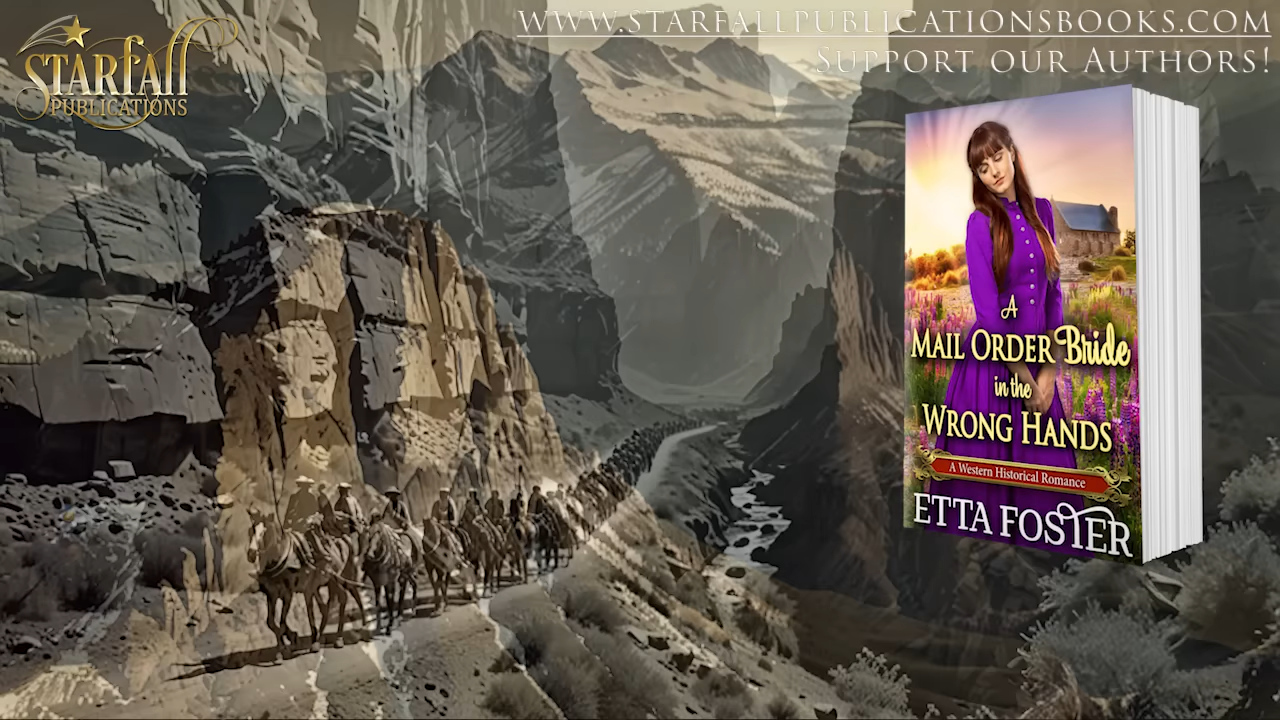 STARfall
PUBLICATIONS
www.starfallpublicationsbooks.com
Support our Authors!
A
MAIL ORDER Bride
in the
WRONG HANDS
A Western Historical Romance
ETTA FOSTER